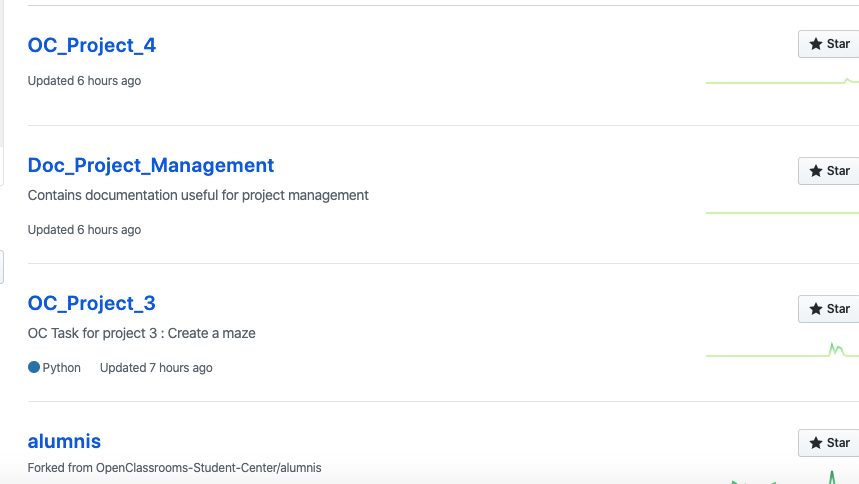 OC_Project_4
Star
Updated 6 hours ago
Doc_Project_Management
Star
Contains documentation useful for project management
Updated 6 hours ago
OC_Project_3
Star
OC Task for project 3 : Create a maze
Python Updated 7 hours ago
alumnis
Star
Forked from OpenClassrooms-Student-Center/alumnis